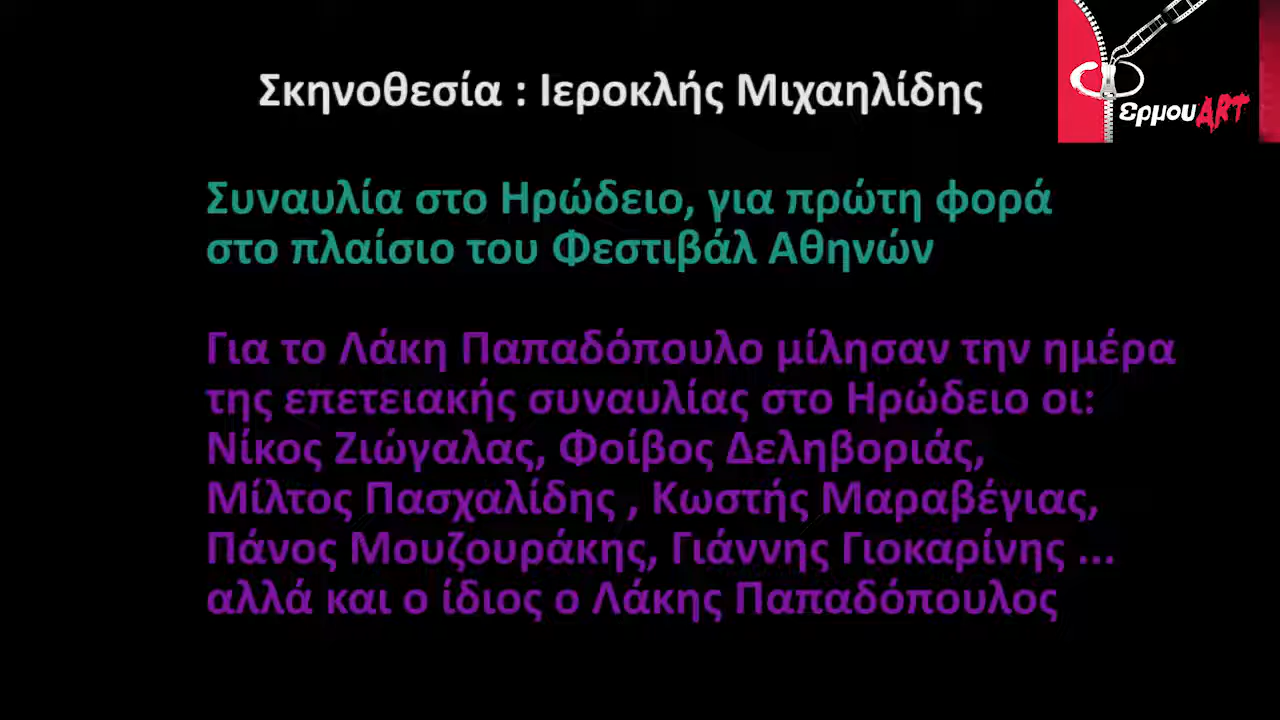 Σκηνοθεσία : Ιεροκλής Μιχαηλίδης
ερμουART
Συναυλία στο Ηρώδειο, για πρώτη φορά
στο πλαίσιο του Φεστιβάλ Αθηνών
Για το Λάκη Παπαδόπουλο μίλησαν την ημέρα
της επετειακής συναυλίας στο Ηρώδειο οι:
Νίκος Ζιώγαλας, Φοίβος Δεληβοριάς,
Μίλτος Πασχαλίδης , Κωστής Μαραβέγιας,
Πάνος Μουζουράκης, Γιάννης Γιοκαρίνης ...
αλλά και ο ίδιος ο Λάκης Παπαδόπουλος